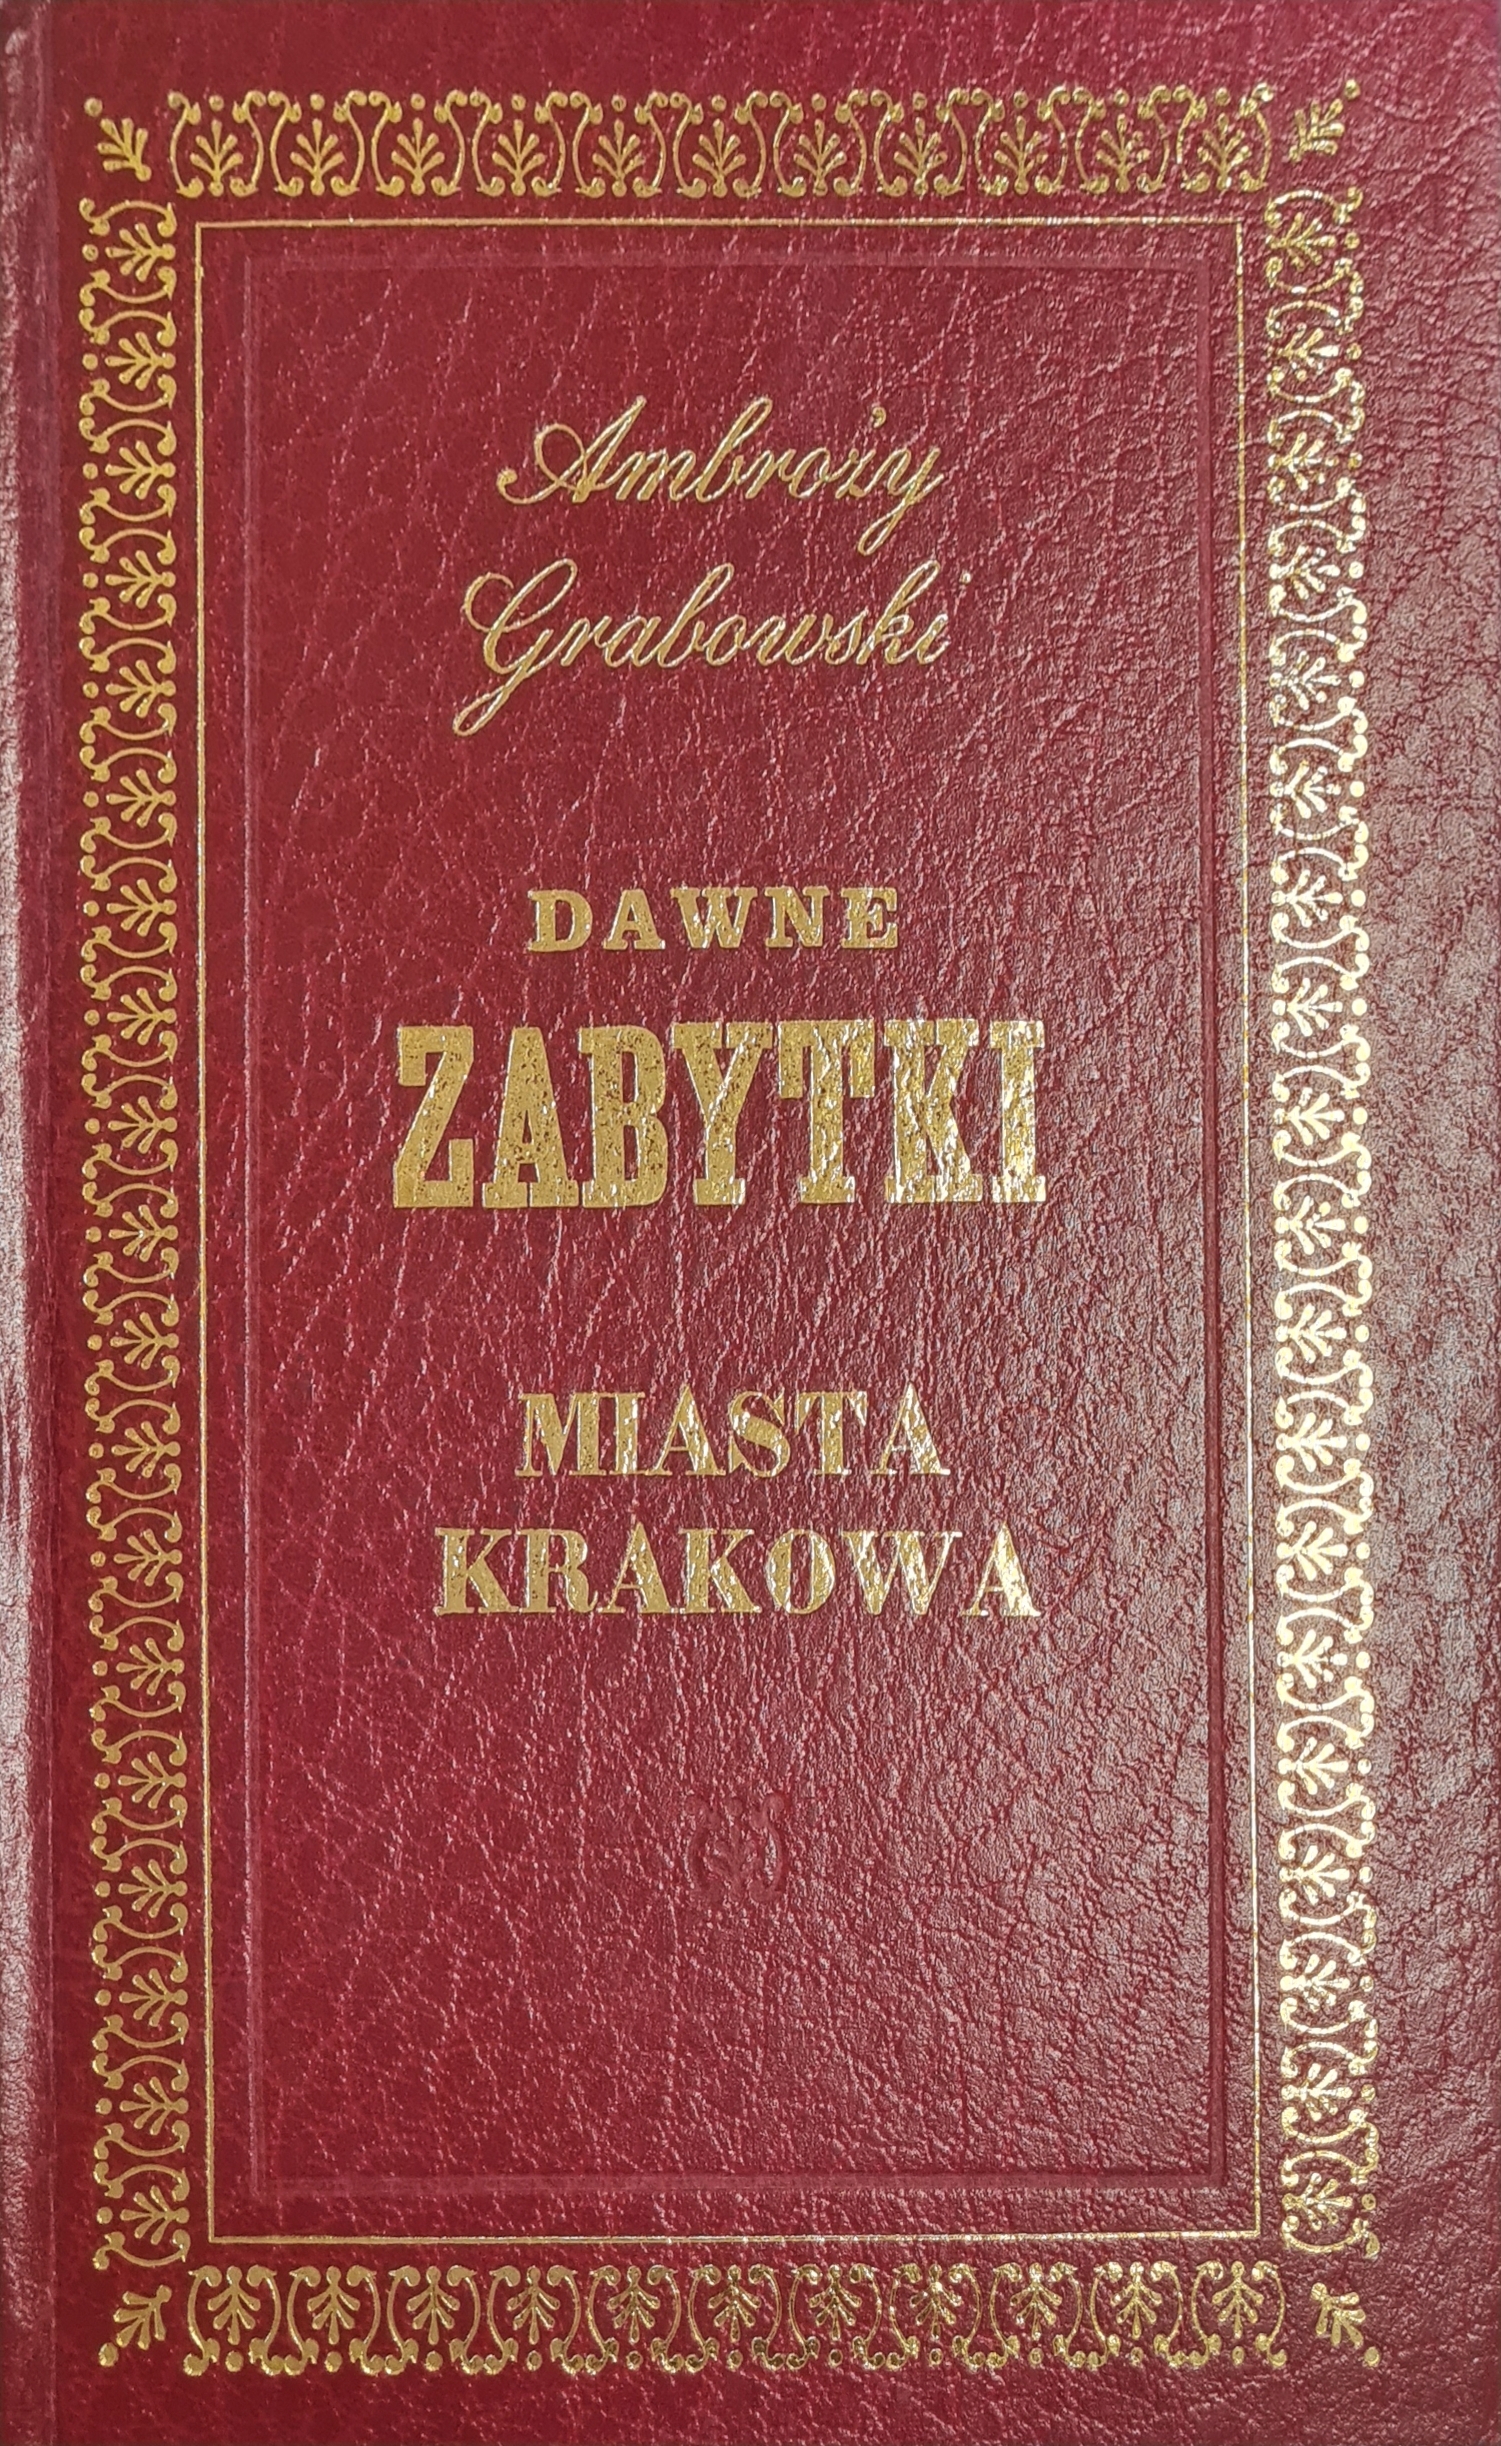 Ambroży
Grabowski
DAWNE
ZABYTKI
MIASTA
KRAKOWA